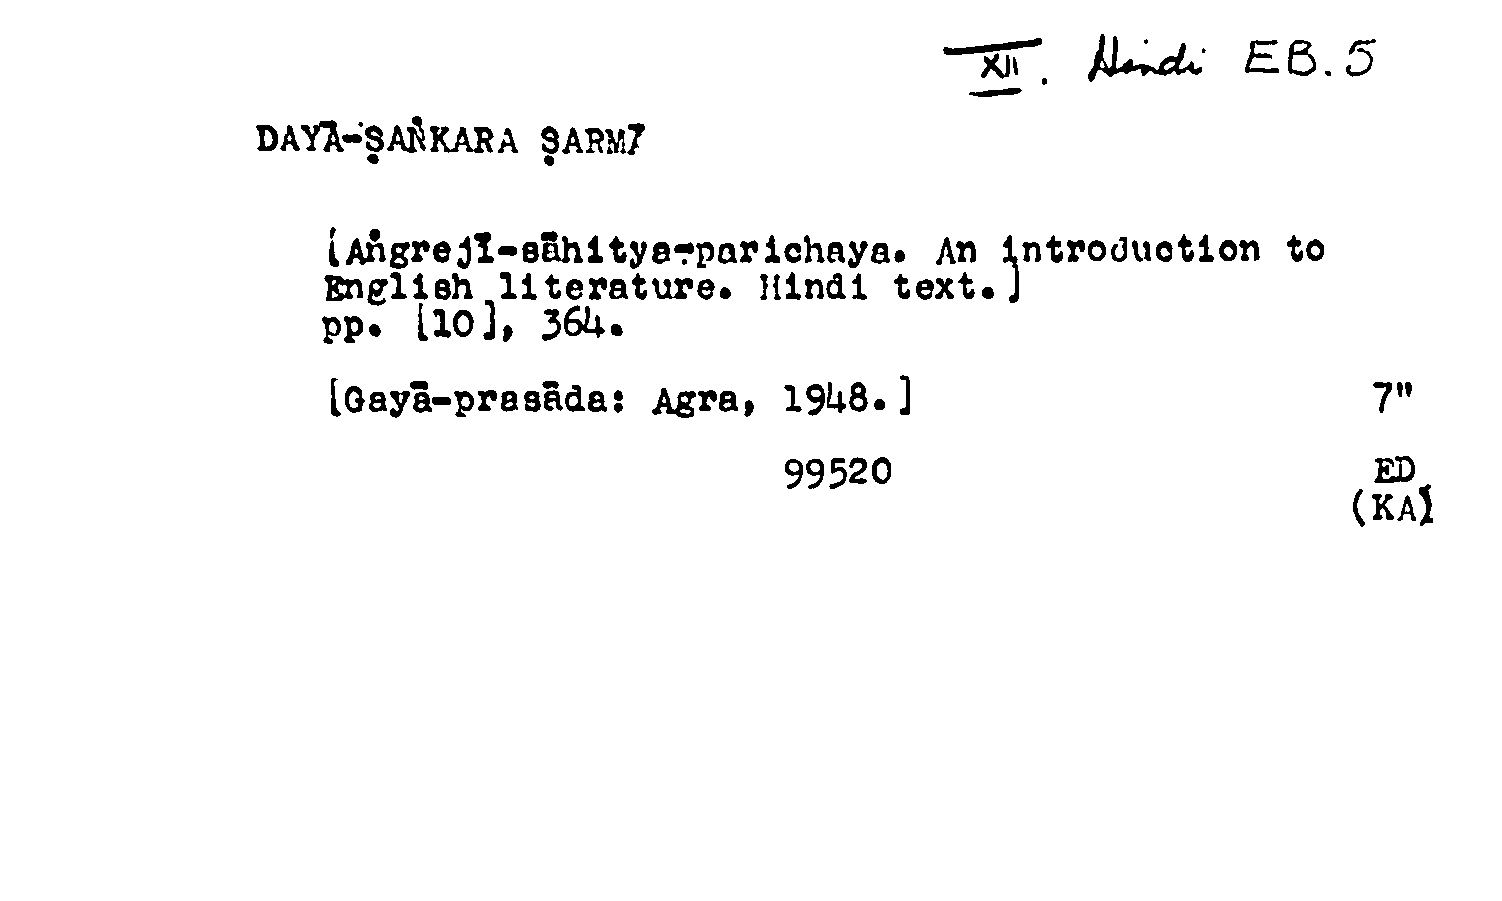 XII. Hindi EB.5
DAYĀ-ṢAṄKARA ṢARMĀ
[Aṅgrejī-sāhitya-parichaya. An introduction to
English literature. Hindi text.]
pp. [10], 364.
[Gayā-prasāda: Agra, 1948.] 7"
99520 ED
(KA)